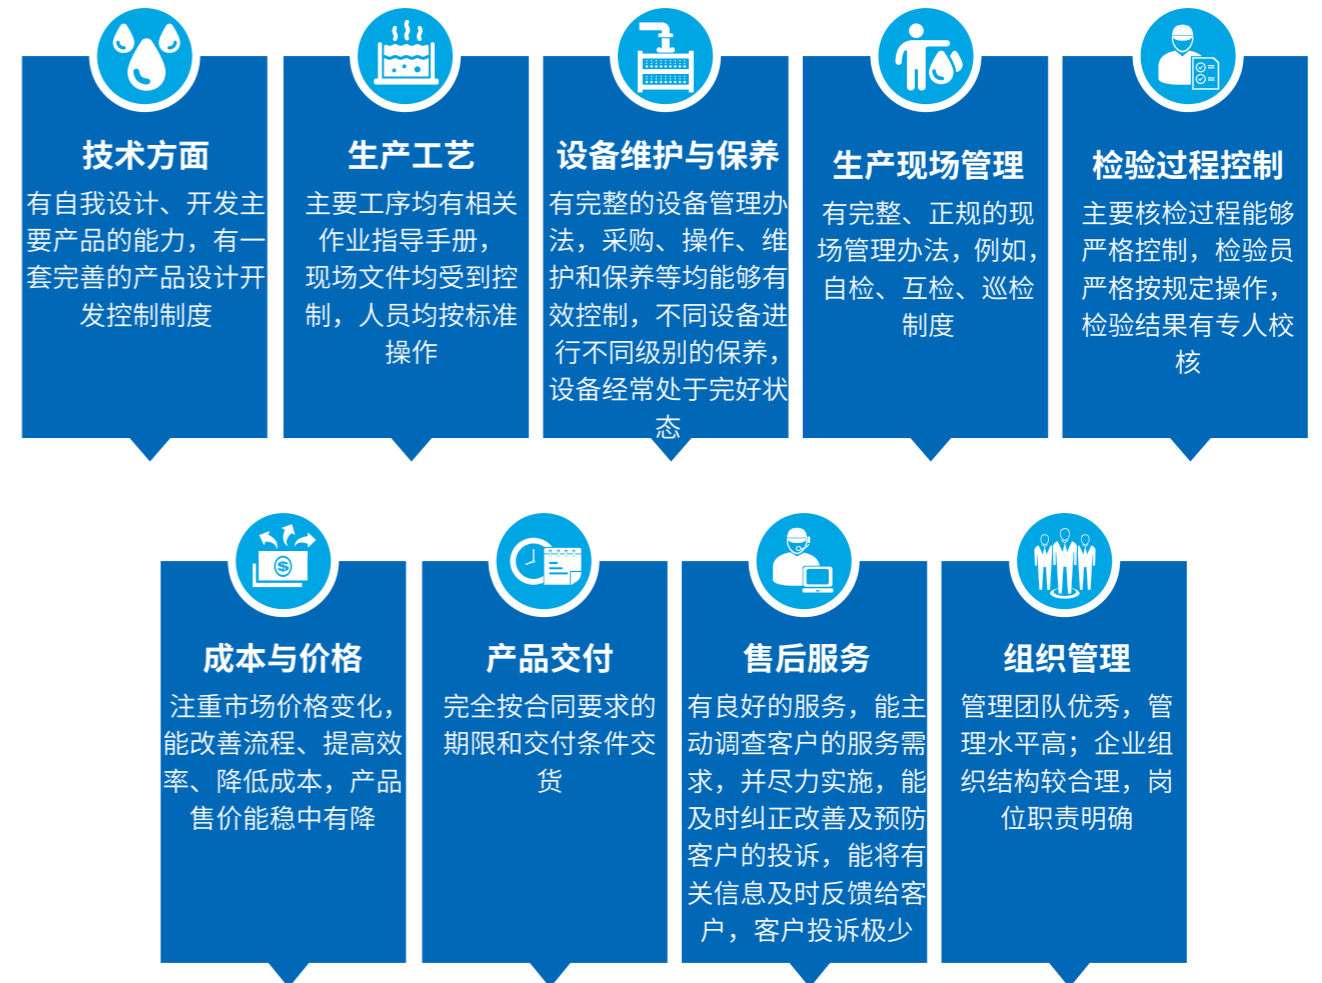 技术方面
有自我设计、开发主
要产品的能力，有一
套完善的产品设计开
发控制制度
生产工艺
主要工序均有相关
作业指导手册，
现场文件均受到控
制，人员均按标准
操作
设备维护与保养
有完整的设备管理办
法，采购、操作、维
护和保养等均能够有
效控制，不同设备进
行不同级别的保养，
设备经常处于完好状
态
生产现场管理
有完整、正规的现
场管理办法，例如，
自检、互检、巡检
制度
检验过程控制
主要核检过程能够
严格控制，检验员
严格按规定操作，
检验结果有专人校
核
成本与价格
注重市场价格变化，
能改善流程、提高效
率、降低成本，产品
售价能稳中有降
产品交付
完全按合同要求的
期限和交付条件交
货
售后服务
有良好的服务，能主
动调查客户的服务需
求，并尽力实施，能
及时纠正改善及预防
客户的投诉，能将有
关信息及时反馈给客
户，客户投诉极少
组织管理
管理团队优秀，管
理水平高；企业组
织结构较合理，岗
位职责明确